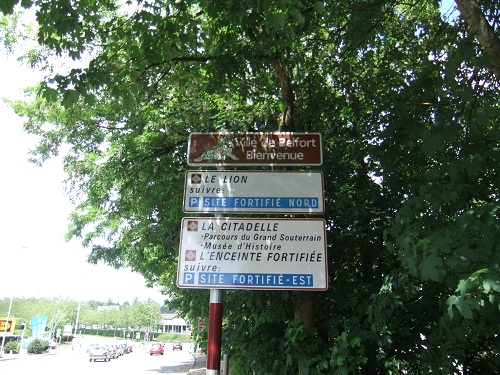 Ville de Belfort
Bienvenue
LE LION
suivre:
P SITE FORTIFIÉ NORD
LA CITADELLE
-Parcours du Grand Souterrain
-Musée d'Histoire
L'ENCEINTE FORTIFIÉE
suivre:
P SITE FORTIFIÉ-EST